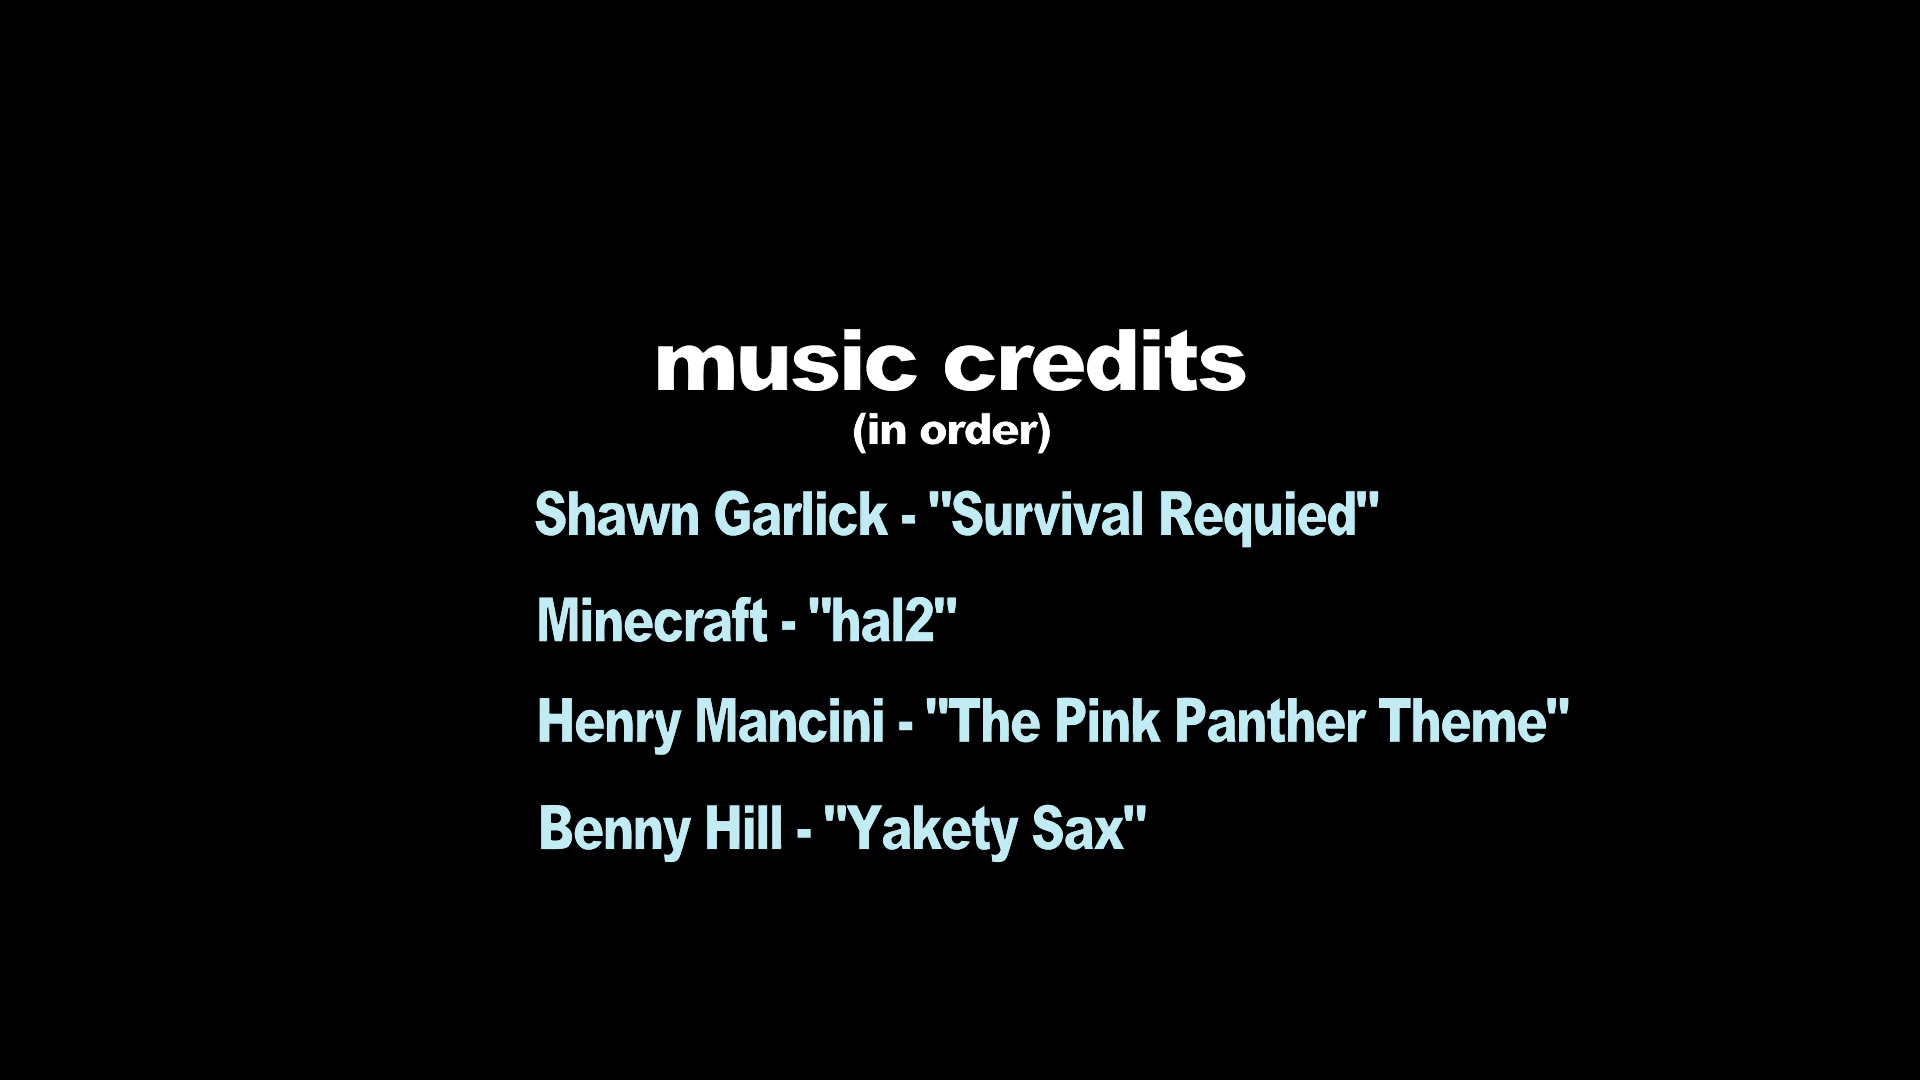 music credits
(in order)
Shawn Garlick - "Survival Requied"
Minecraft - "hal2"
Henry Mancini - "The Pink Panther Theme"
Benny Hill - "Yakety Sax"